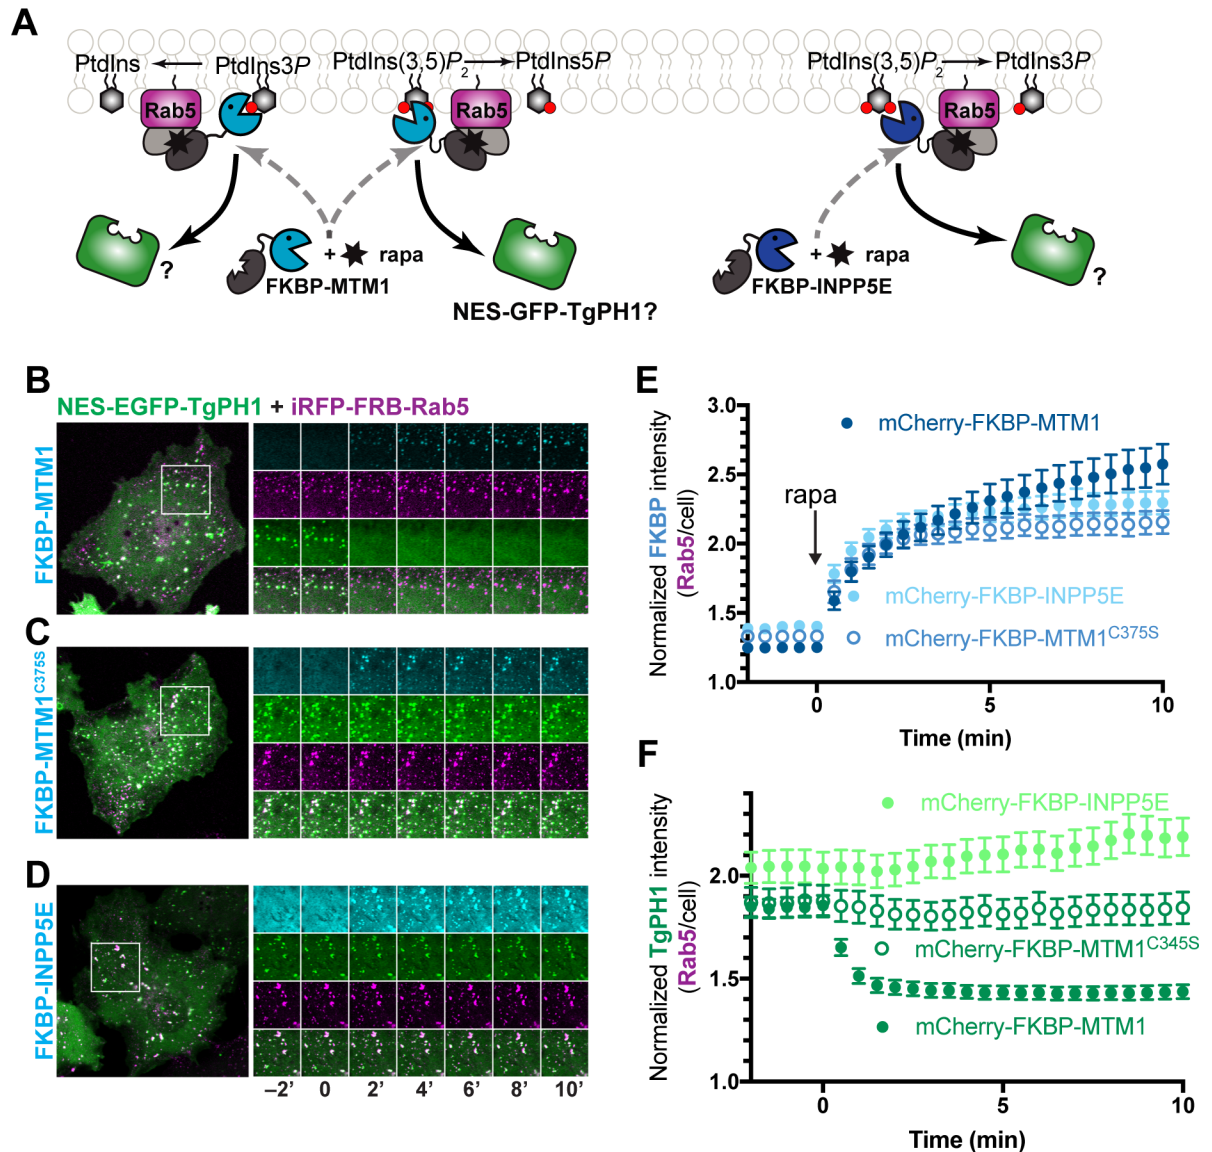 A
PtdIns
PtdIns3P
PtdIns(3,5)P2
PtdIns5P
PtdIns(3,5)P2
PtdIns3P
Rab5
Rab5
Rab5
?
+ rapa
FKBP-MTM1
NES-GFP-TgPH1?
+ rapa
FKBP-INPP5E
?
B
NES-EGFP-TgPH1 + iRFP-FRB-Rab5
FKBP-MTM1
C
FKBP-MTM1C375S
D
FKBP-INPP5E
–2’ 0 2’ 4’ 6’ 8’ 10’
E
Normalized FKBP intensity
(Rab5/cell)
3.0
2.5
2.0
1.5
1.0
mCherry-FKBP-MTM1
rapa
mCherry-FKBP-INPP5E
mCherry-FKBP-MTM1C375S
0 5 10
Time (min)
F
Normalized TgPH1 intensity
(Rab5/cell)
2.0
1.5
1.0
mCherry-FKBP-INPP5E
mCherry-FKBP-MTM1C345S
mCherry-FKBP-MTM1
0 5 10
Time (min)